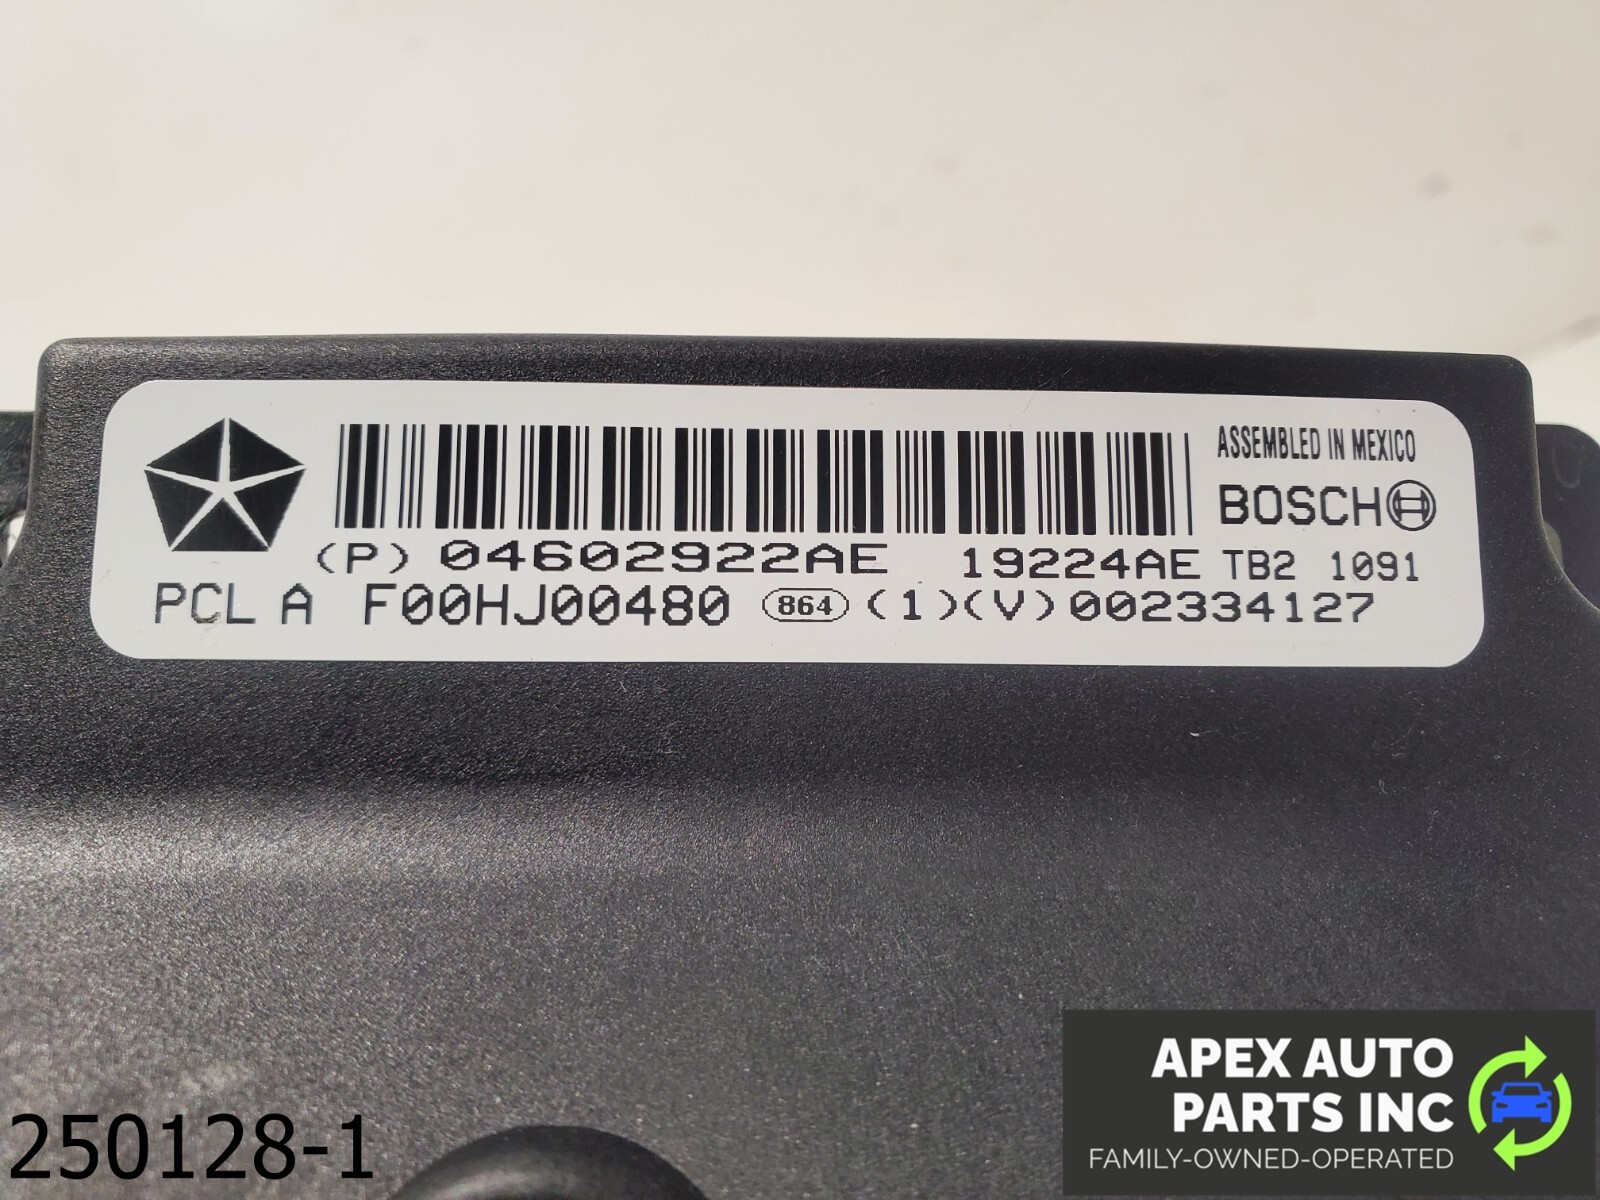 ASSEMBLED IN MEXICO
BOSCH
(P) 04602922AE 19224AE TB2 1091
PCL A F00HJ00480 864 (1)(V)002334127
250128-1
APEX AUTO
PARTS INC
FAMILY-OWNED-OPERATED